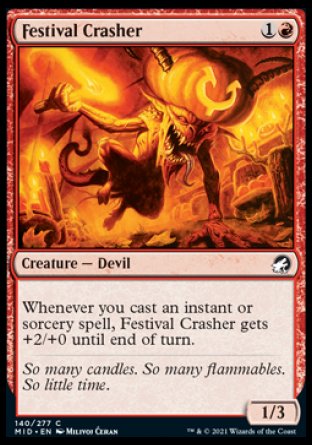 Festival Crasher 1
Creature — Devil
Whenever you cast an instant or
sorcery spell, Festival Crasher gets
+2/+0 until end of turn.
So many candles. So many flammables.
So little time.
1/3
140/277 C
MID • EN MILIVOJ ĆERAN
™ & © 2021 Wizards of the Coast